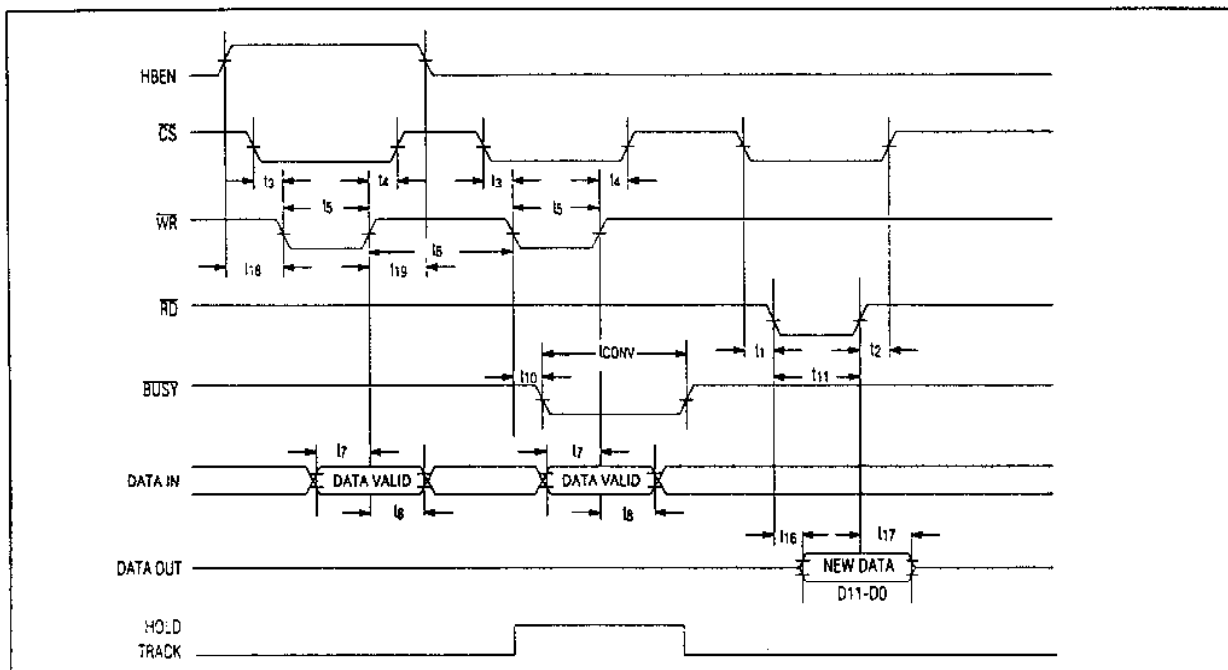 HBEN
CS
t3
t4
t3
t4
t5
t5
WR
t6
t18
t19
RD
tCONV
t1
t2
t10
t11
BUSY
t7
t7
DATA IN
DATA VALID
DATA VALID
t8
t8
t16
t17
DATA OUT
NEW DATA
D11-D0
HOLD
TRACK